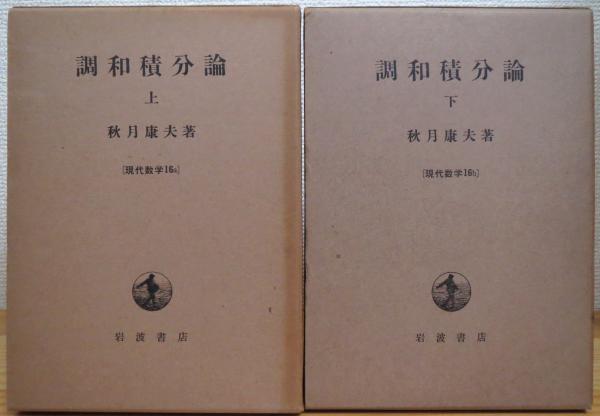 調和積分論
上
秋月康夫著
[現代数学16a]
岩波書店
調和積分論
下
秋月康夫著
[現代数学16b]
岩波書店